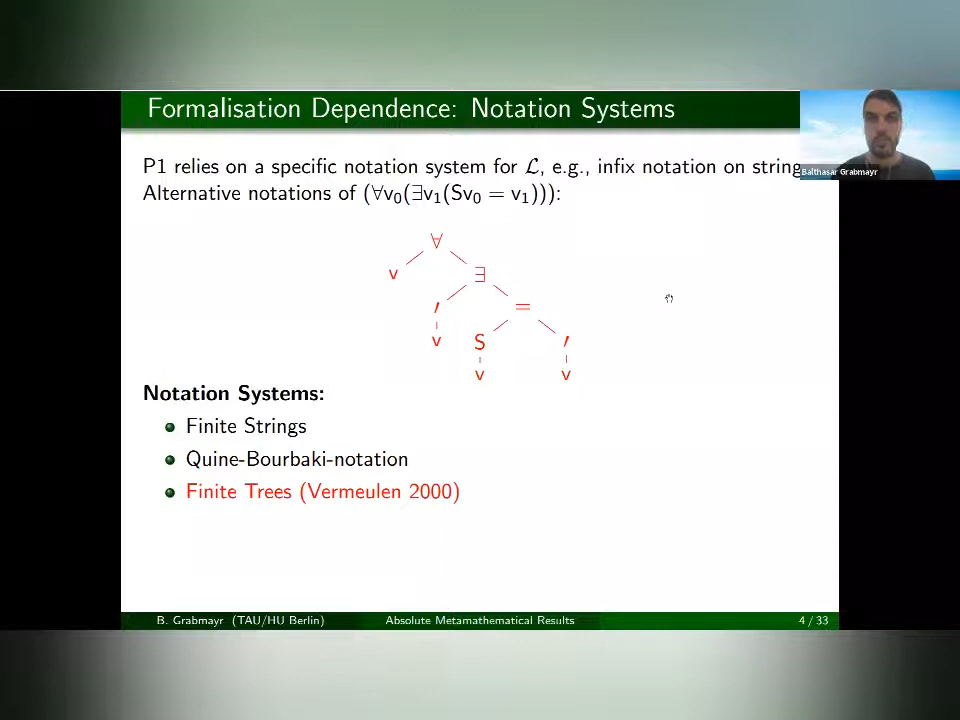 Formalisation Dependence: Notation Systems
P1 relies on a specific notation system for ℒ, e.g., infix notation on string
Balthasar Grabmayr
Alternative notations of (∀v₀(∃v₁(Sv₀ = v₁))):
∀
v ∃
′ =
v S ′
v v
Notation Systems:
Finite Strings
Quine-Bourbaki-notation
Finite Trees (Vermeulen 2000)
B. Grabmayr (TAU/HU Berlin) Absolute Metamathematical Results 4 / 33